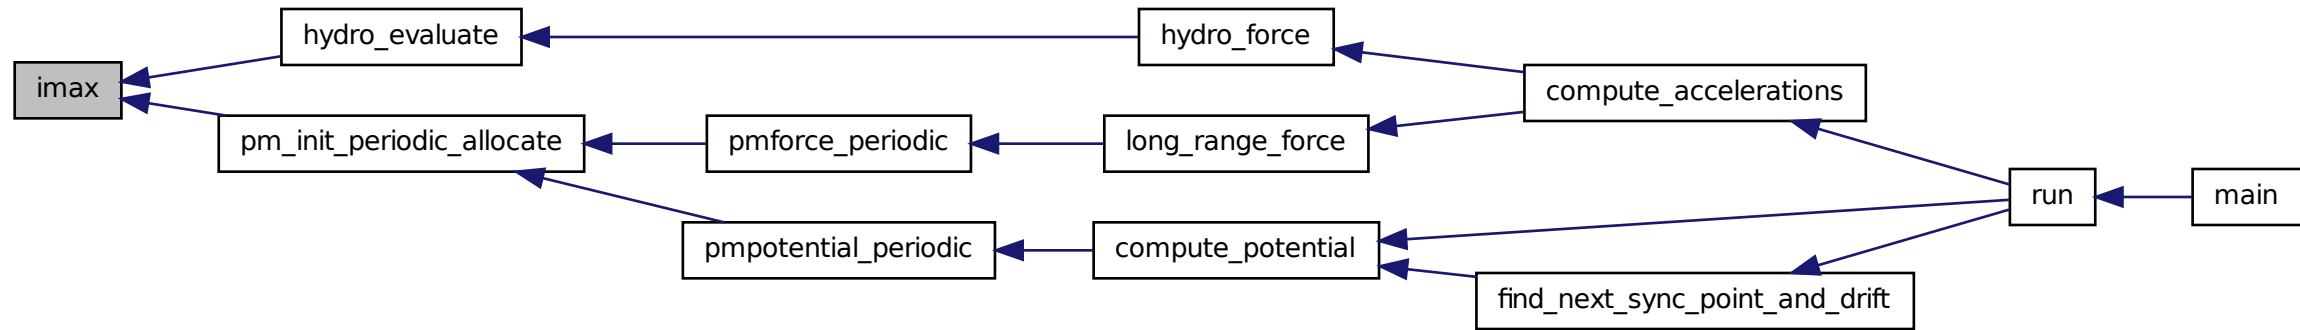 hydro_evaluate
hydro_force
imax
compute_accelerations
pm_init_periodic_allocate
pmforce_periodic
long_range_force
run
main
pmpotential_periodic
compute_potential
find_next_sync_point_and_drift